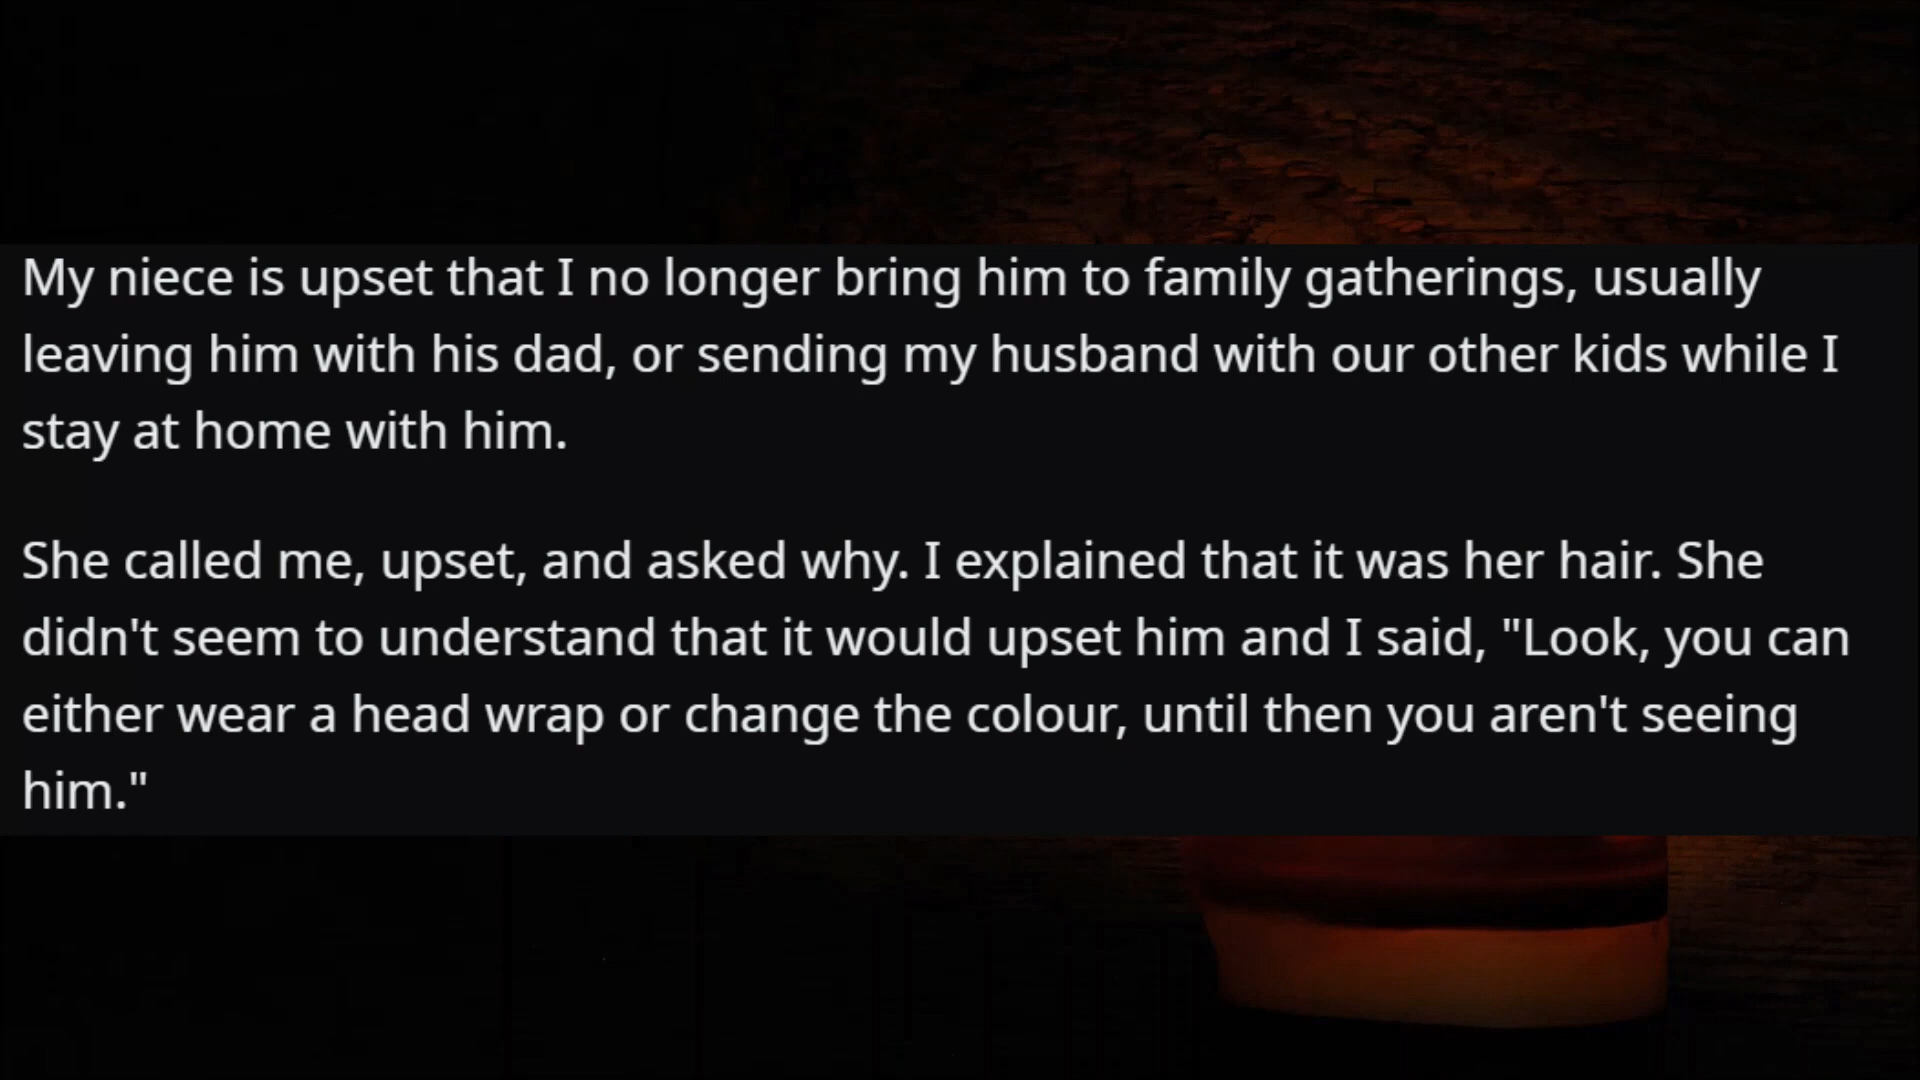 My niece is upset that I no longer bring him to family gatherings, usually
leaving him with his dad, or sending my husband with our other kids while I
stay at home with him.
She called me, upset, and asked why. I explained that it was her hair. She
didn't seem to understand that it would upset him and I said, "Look, you can
either wear a head wrap or change the colour, until then you aren't seeing
him."